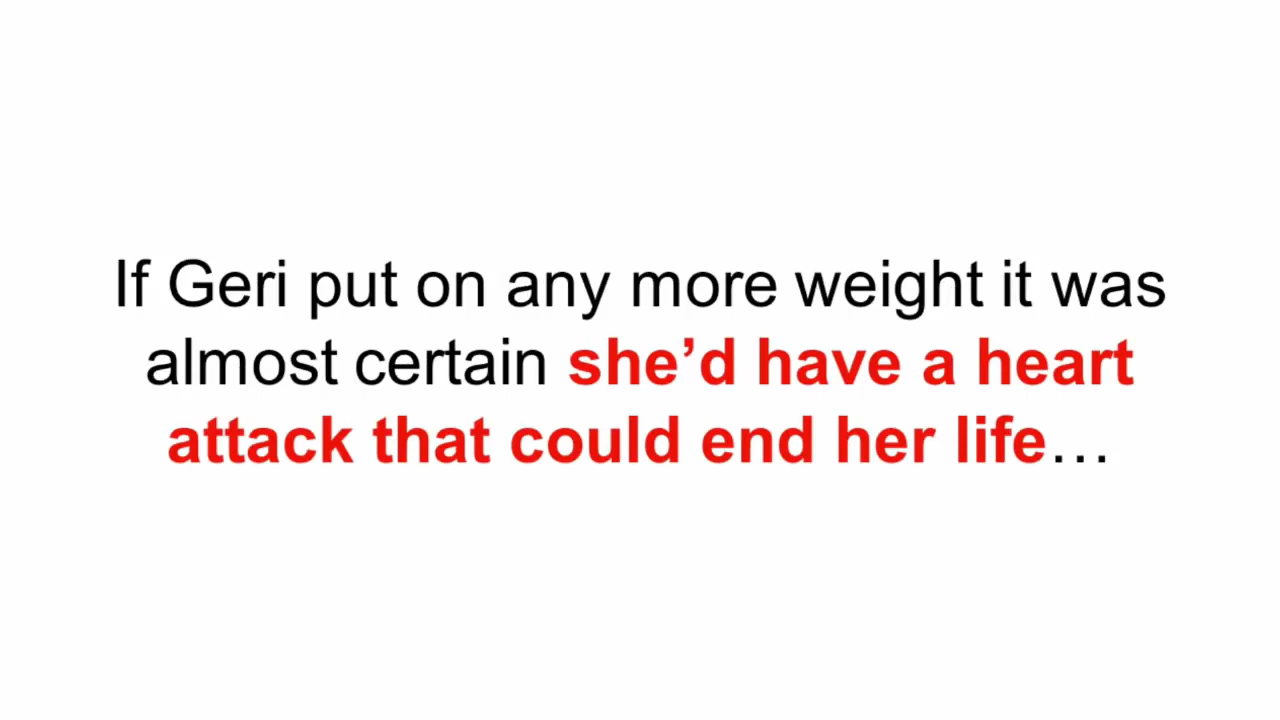 If Geri put on any more weight it was
almost certain she’d have a heart
attack that could end her life…